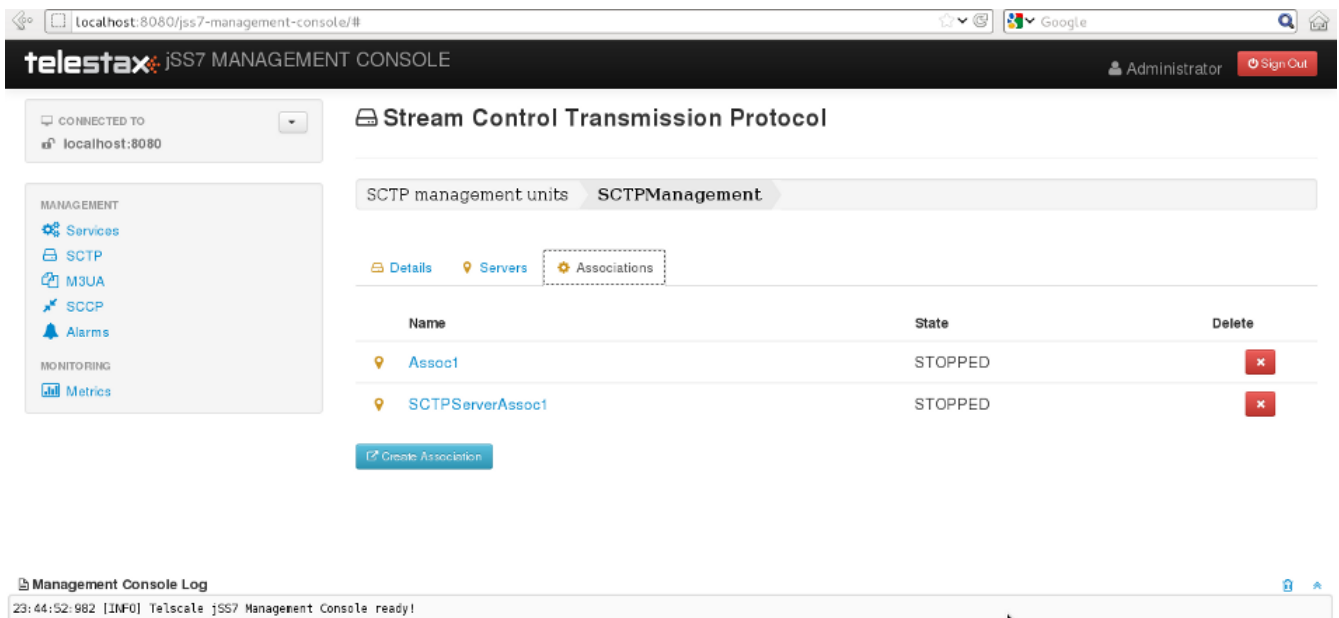 localhost:8080/jss7-management-console/#
Google
telestax jSS7 MANAGEMENT CONSOLE
Administrator
Sign Out
CONNECTED TO
localhost:8080
Stream Control Transmission Protocol
SCTP management units SCTPManagement
MANAGEMENT
Services
SCTP
M3UA
SCCP
Alarms
MONITORING
Metrics
Details Servers Associations
Name State Delete
Assoc1 STOPPED
SCTPServerAssoc1 STOPPED
Create Association
Management Console Log
23:44:52:982 [INFO] Telscale jSS7 Management Console ready!